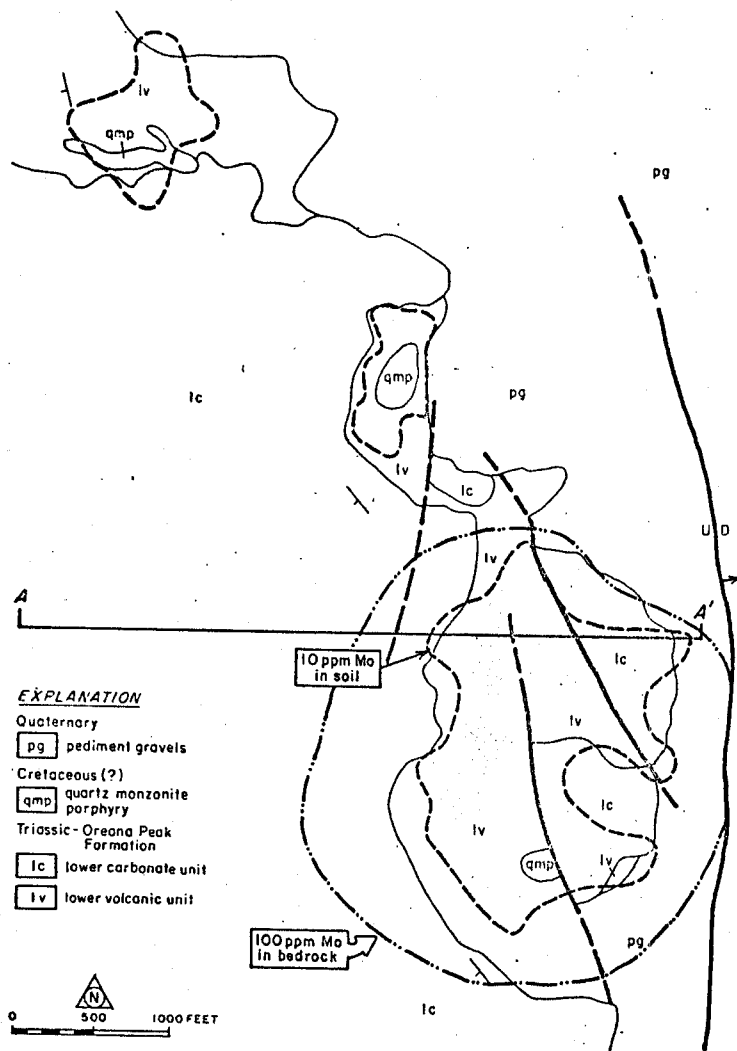 lv
qmp
pg
lc
qmp
pg
lv
lc
U D
lv
A
A'
10 ppm Mo
in soil
lc
lv
EXPLANATION
Quaternary
pg pediment gravels
Cretaceous (?)
qmp quartz monzonite
porphyry
Triassic - Oreana Peak
Formation
lc lower carbonate unit
lv lower volcanic unit
lc
lv
qmp
lv
100 ppm Mo
in bedrock
pg
N
lc
0 500 1000 FEET